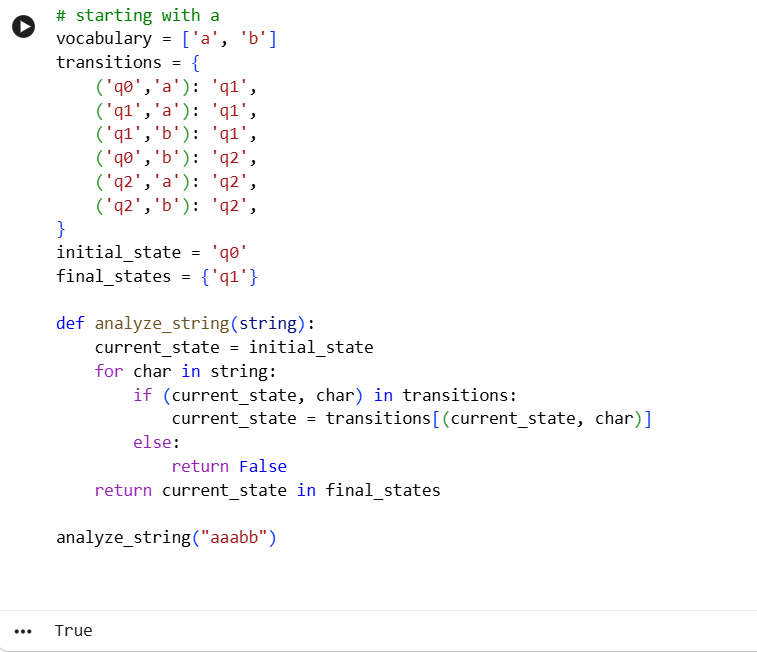 # starting with a
vocabulary = ['a', 'b']
transitions = {
    ('q0','a'): 'q1',
    ('q1','a'): 'q1',
    ('q1','b'): 'q1',
    ('q0','b'): 'q2',
    ('q2','a'): 'q2',
    ('q2','b'): 'q2',
}
initial_state = 'q0'
final_states = {'q1'}

def analyze_string(string):
    current_state = initial_state
    for char in string:
        if (current_state, char) in transitions:
            current_state = transitions[(current_state, char)]
        else:
            return False
    return current_state in final_states

analyze_string("aaabb")

True